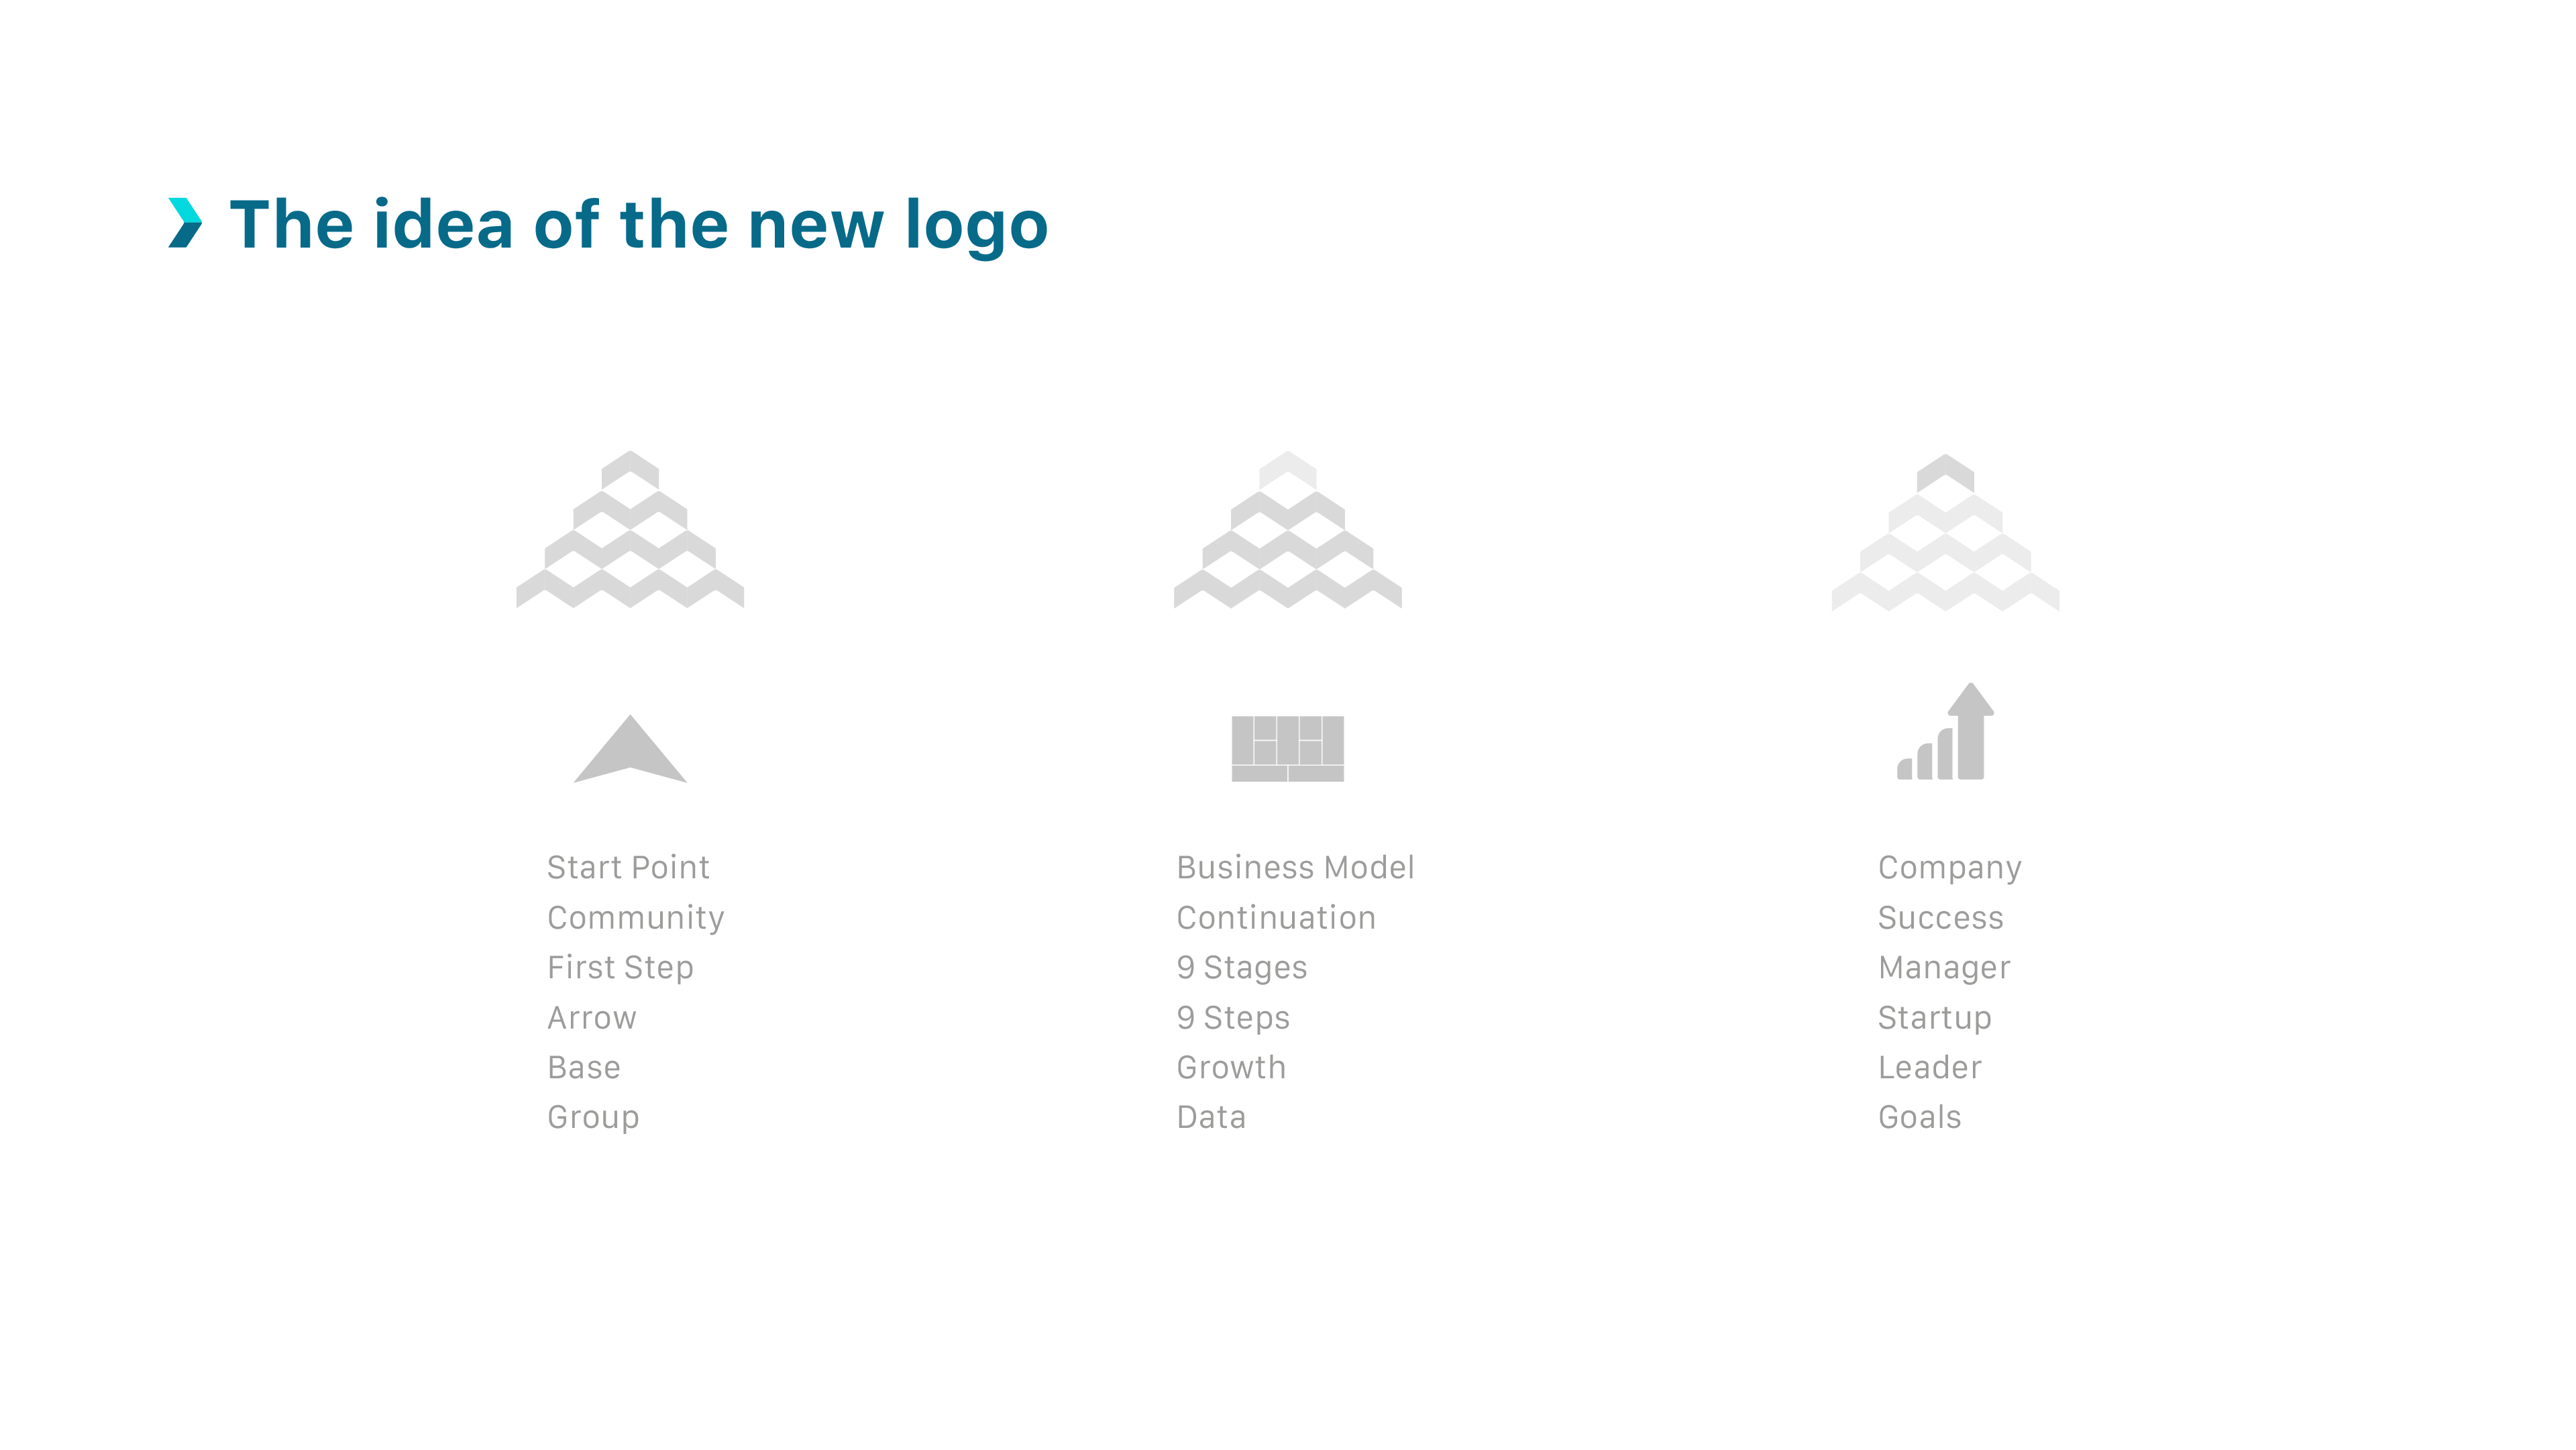 The idea of the new logo
Start Point
Community
First Step
Arrow
Base
Group
Business Model
Continuation
9 Stages
9 Steps
Growth
Data
Company
Success
Manager
Startup
Leader
Goals